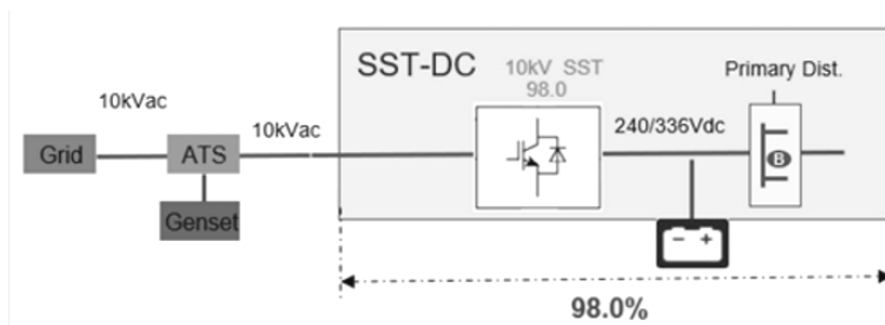 SST-DC
10kV SST
98.0
Primary Dist.
10kVac
10kVac
240/336Vdc
Grid
ATS
B
Genset
- +
98.0%